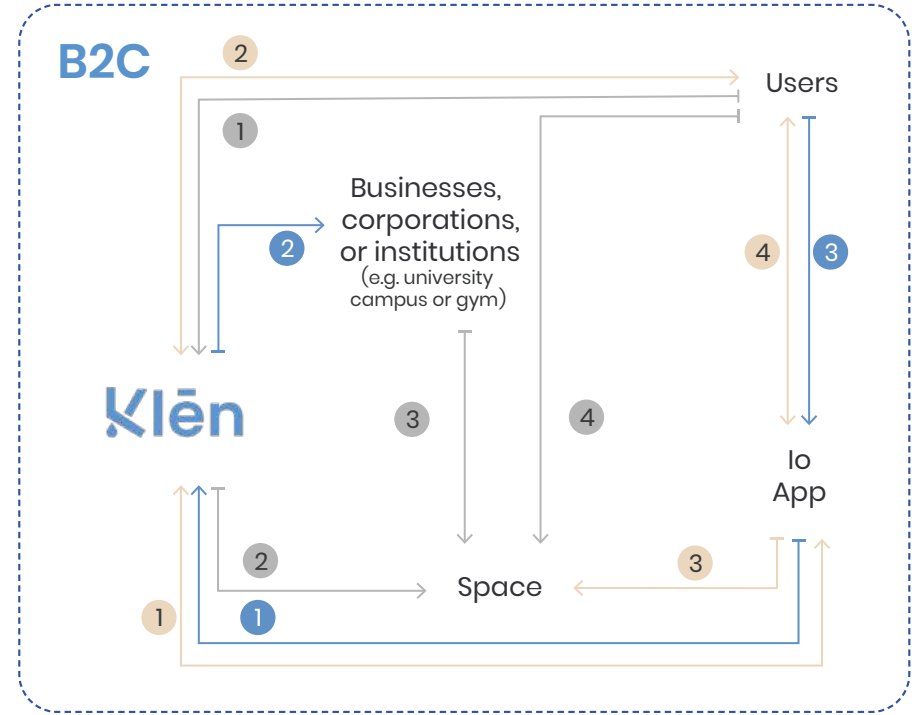 B2C
2
Users
1
Businesses,
corporations,
or institutions
(e.g. university
campus or gym)
2
4
3
Klēn
3
4
Io
App
2
3
Space
1
1